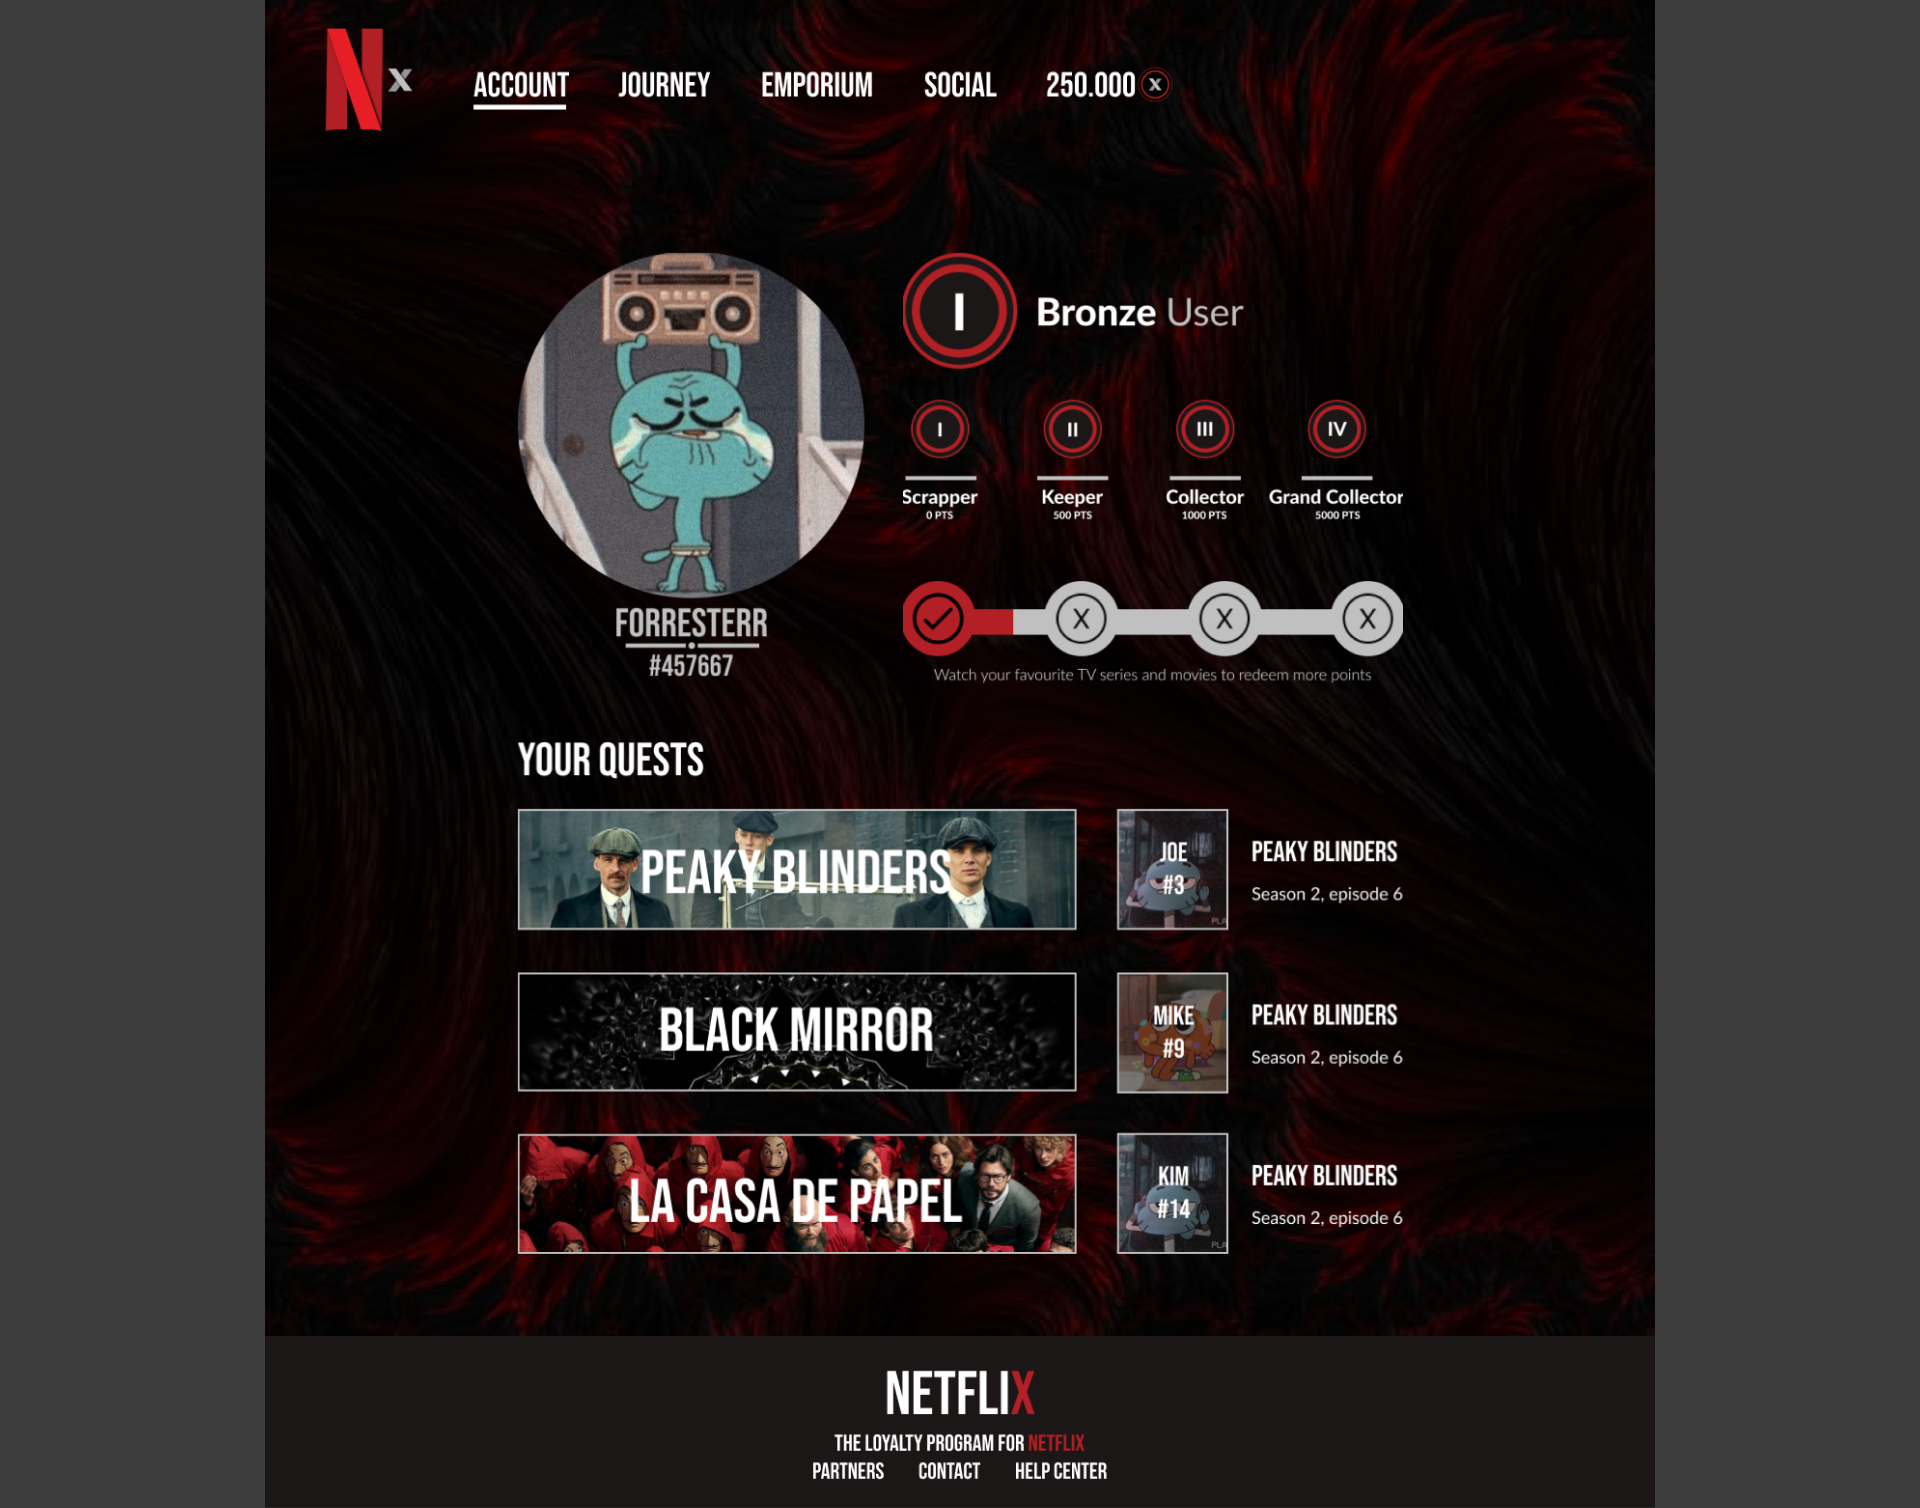 N X
ACCOUNT JOURNEY EMPORIUM SOCIAL 250.000 X
I
Bronze User
I II III IV
Scrapper Keeper Collector Grand Collector
0 PTS 500 PTS 1000 PTS 5000 PTS
X X X
Watch your favourite TV series and movies to redeem more points
FORRESTERR
#457667
YOUR QUESTS
PEAKY BLINDERS
JOE
#3
PLA
PEAKY BLINDERS
Season 2, episode 6
BLACK MIRROR
MIKE
#9
PEAKY BLINDERS
Season 2, episode 6
LA CASA DE PAPEL
KIM
#14
PLA
PEAKY BLINDERS
Season 2, episode 6
NETFLIX
THE LOYALTY PROGRAM FOR NETFLIX
PARTNERS CONTACT HELP CENTER